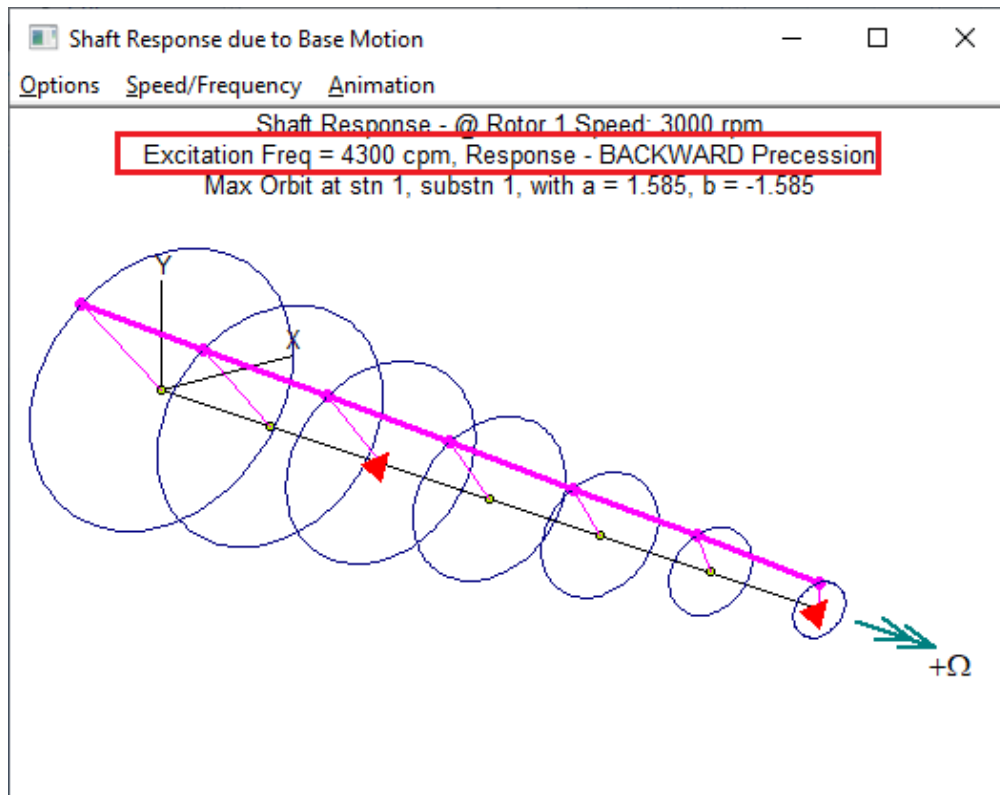 Shaft Response due to Base Motion
Options Speed/Frequency Animation
Shaft Response - @ Rotor 1 Speed: 3000 rpm
Excitation Freq = 4300 cpm, Response - BACKWARD Precession
Max Orbit at stn 1, substn 1, with a = 1.585, b = -1.585
Y
X
+Ω